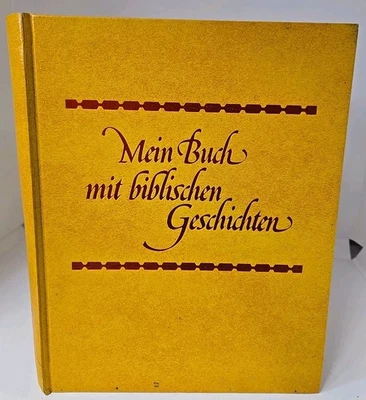 Mein Buch
mit biblischen
Geschichten